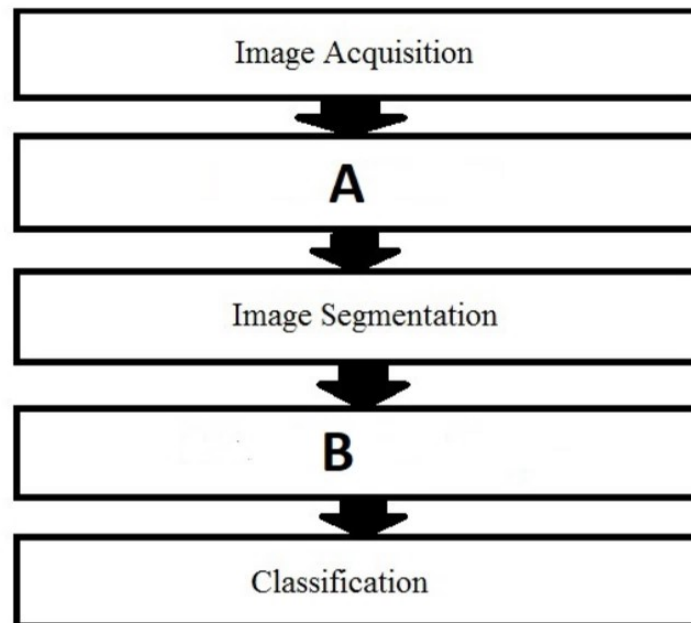 Image Acquisition
A
Image Segmentation
B
Classification